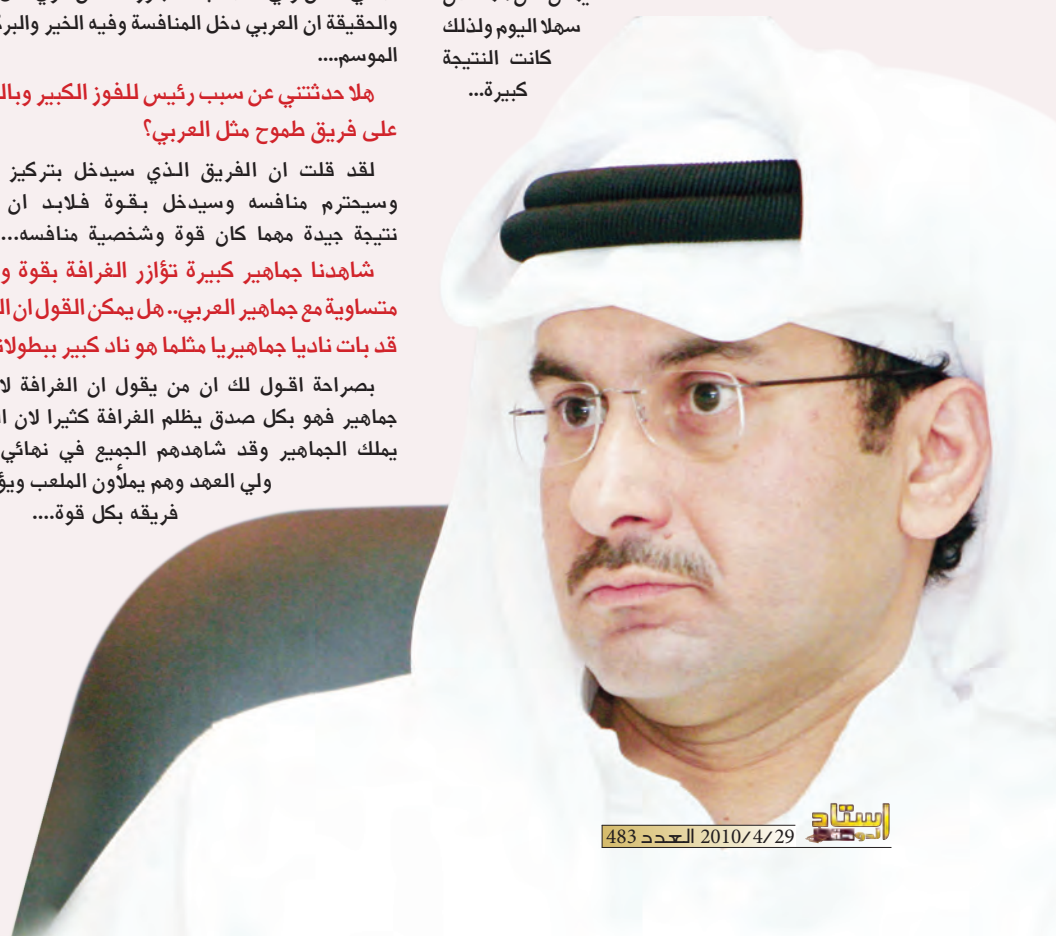 سهلا اليوم ولذلك
كانت النتيجة
كبيرة...
والحقيقة ان العربي دخل المنافسة وفيه الخير والبر
الموسم....
هلا حدثتني عن سبب رئيس للفوز الكبير وبال
على فريق طموح مثل العربي؟
لقد قلت ان الفريق الذي سيدخل بتركيز
وسيحترم منافسه وسيدخل بقوة فلابد ان
نتيجة جيدة مهما كان قوة وشخصية منافسه...
شاهدنا جماهير كبيرة تؤازر الغرافة بقوة و
متساوية مع جماهير العربي.. هل يمكن القول ان ال
قد بات ناديا جماهيريا مثلما هو ناد كبير ببطولات
بصراحة اقول لك ان من يقول ان الغرافة لا
جماهير فهو بكل صدق يظلم الغرافة كثيرا لان ا
يملك الجماهير وقد شاهدهم الجميع في نهائي
ولي العهد وهم يملأون الملعب ويؤ
فريقه بكل قوة....
استاد الدوحة
2010/4/29 العدد 483